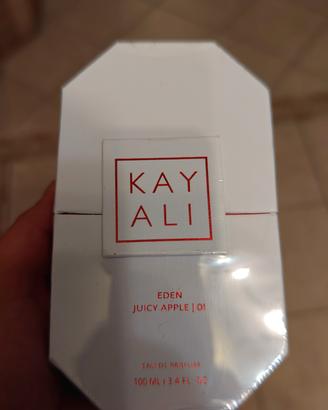 KAY
ALI
EDEN
JUICY APPLE | 01
EAU DE PARFUM
100 ML | 3.4 FL. OZ